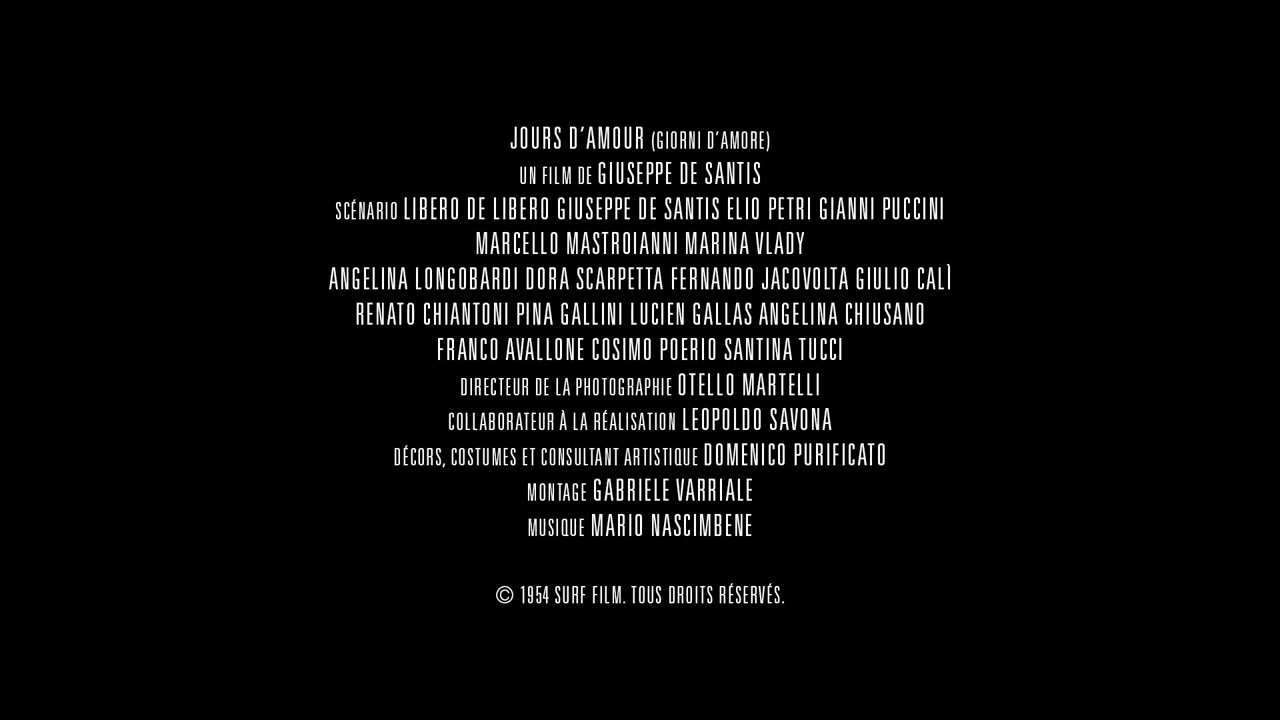 JOURS D'AMOUR (GIORNI D'AMORE)
UN FILM DE GIUSEPPE DE SANTIS
SCÉNARIO LIBERO DE LIBERO GIUSEPPE DE SANTIS ELIO PETRI GIANNI PUCCINI
MARCELLO MASTROIANNI MARINA VLADY
ANGELINA LONGOBARDI DORA SCARPETTA FERNANDO JACOVOLTA GIULIO CALÌ
RENATO CHIANTONI PINA GALLINI LUCIEN GALLAS ANGELINA CHIUSANO
FRANCO AVALLONE COSIMO POERIO SANTINA TUCCI
DIRECTEUR DE LA PHOTOGRAPHIE OTELLO MARTELLI
COLLABORATEUR À LA RÉALISATION LEOPOLDO SAVONA
DÉCORS, COSTUMES ET CONSULTANT ARTISTIQUE DOMENICO PURIFICATO
MONTAGE GABRIELE VARRIALE
MUSIQUE MARIO NASCIMBENE
© 1954 SURF FILM. TOUS DROITS RÉSERVÉS.